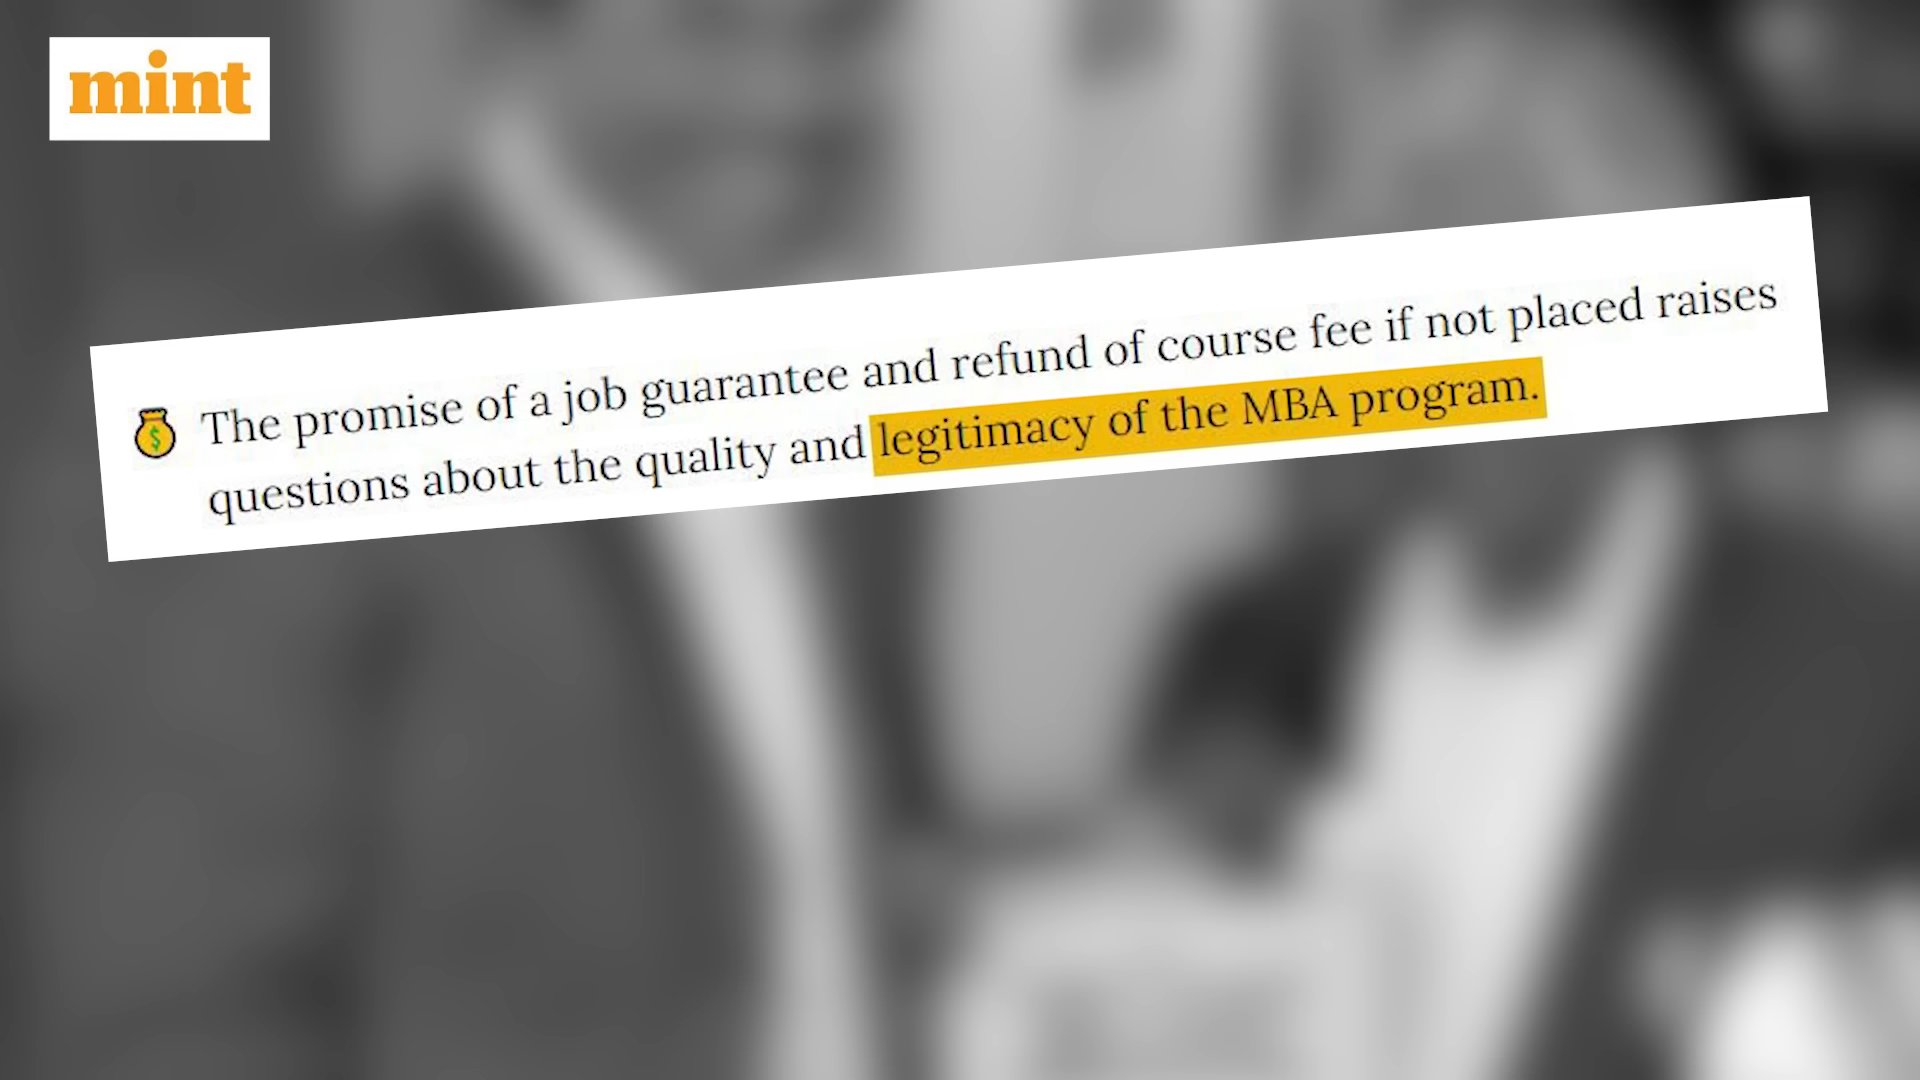 mint
The promise of a job guarantee and refund of course fee if not placed raises
questions about the quality and legitimacy of the MBA program.